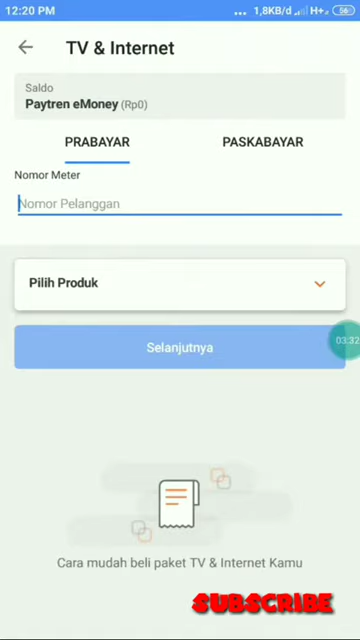 12:20 PM ... 1,8KB/d H+ 56
TV & Internet
Saldo
Paytren eMoney (Rp0)
PRABAYAR PASKABAYAR
Nomor Meter
Nomor Pelanggan
Pilih Produk
Selanjutnya
03:32
Cara mudah beli paket TV & Internet Kamu
SUBSCRIBE